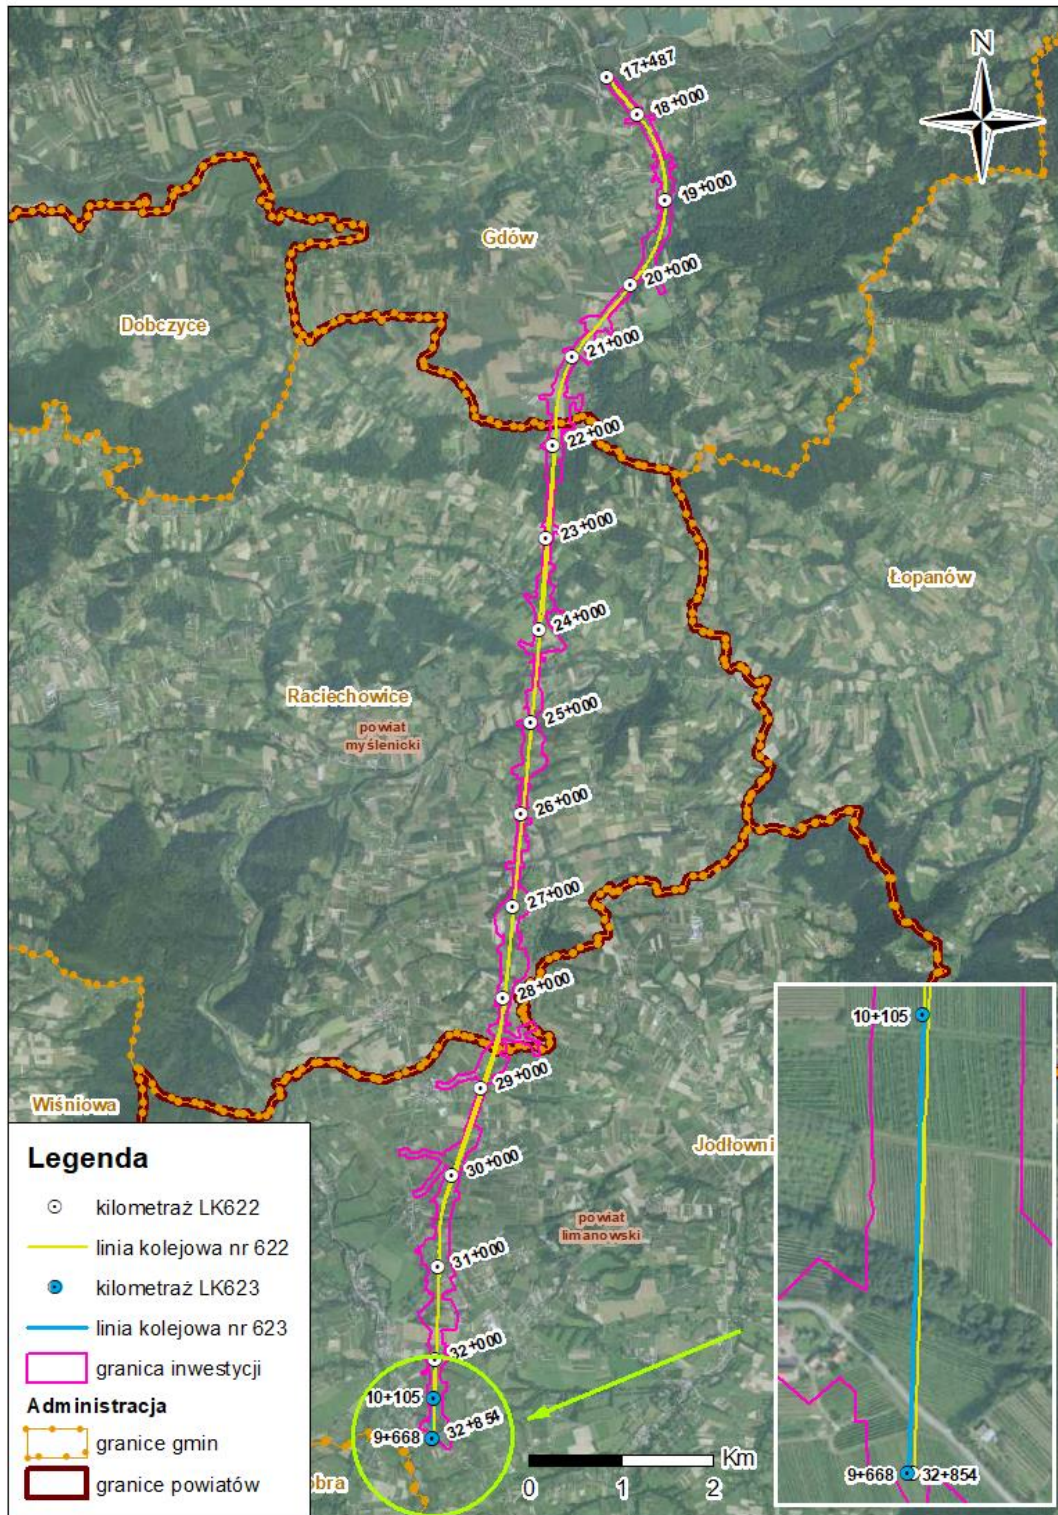 N
17+487
18+000
19+000
Gdów
20+000
Dobczyce
21+000
22+000
23+000
Łopanów
24+000
Raciechowice
powiat
myślenicki
25+000
26+000
27+000
28+000
29+000
Wiśniowa
Jodłowni
30+000
powiat
limanowski
31+000
32+000
10+105
9+668
32+854
obra
Km
0 1 2
10+105
9+668
32+854
Legenda
kilometraż LK622
linia kolejowa nr 622
kilometraż LK623
linia kolejowa nr 623
granica inwestycji
Administracja
granice gmin
granice powiatów